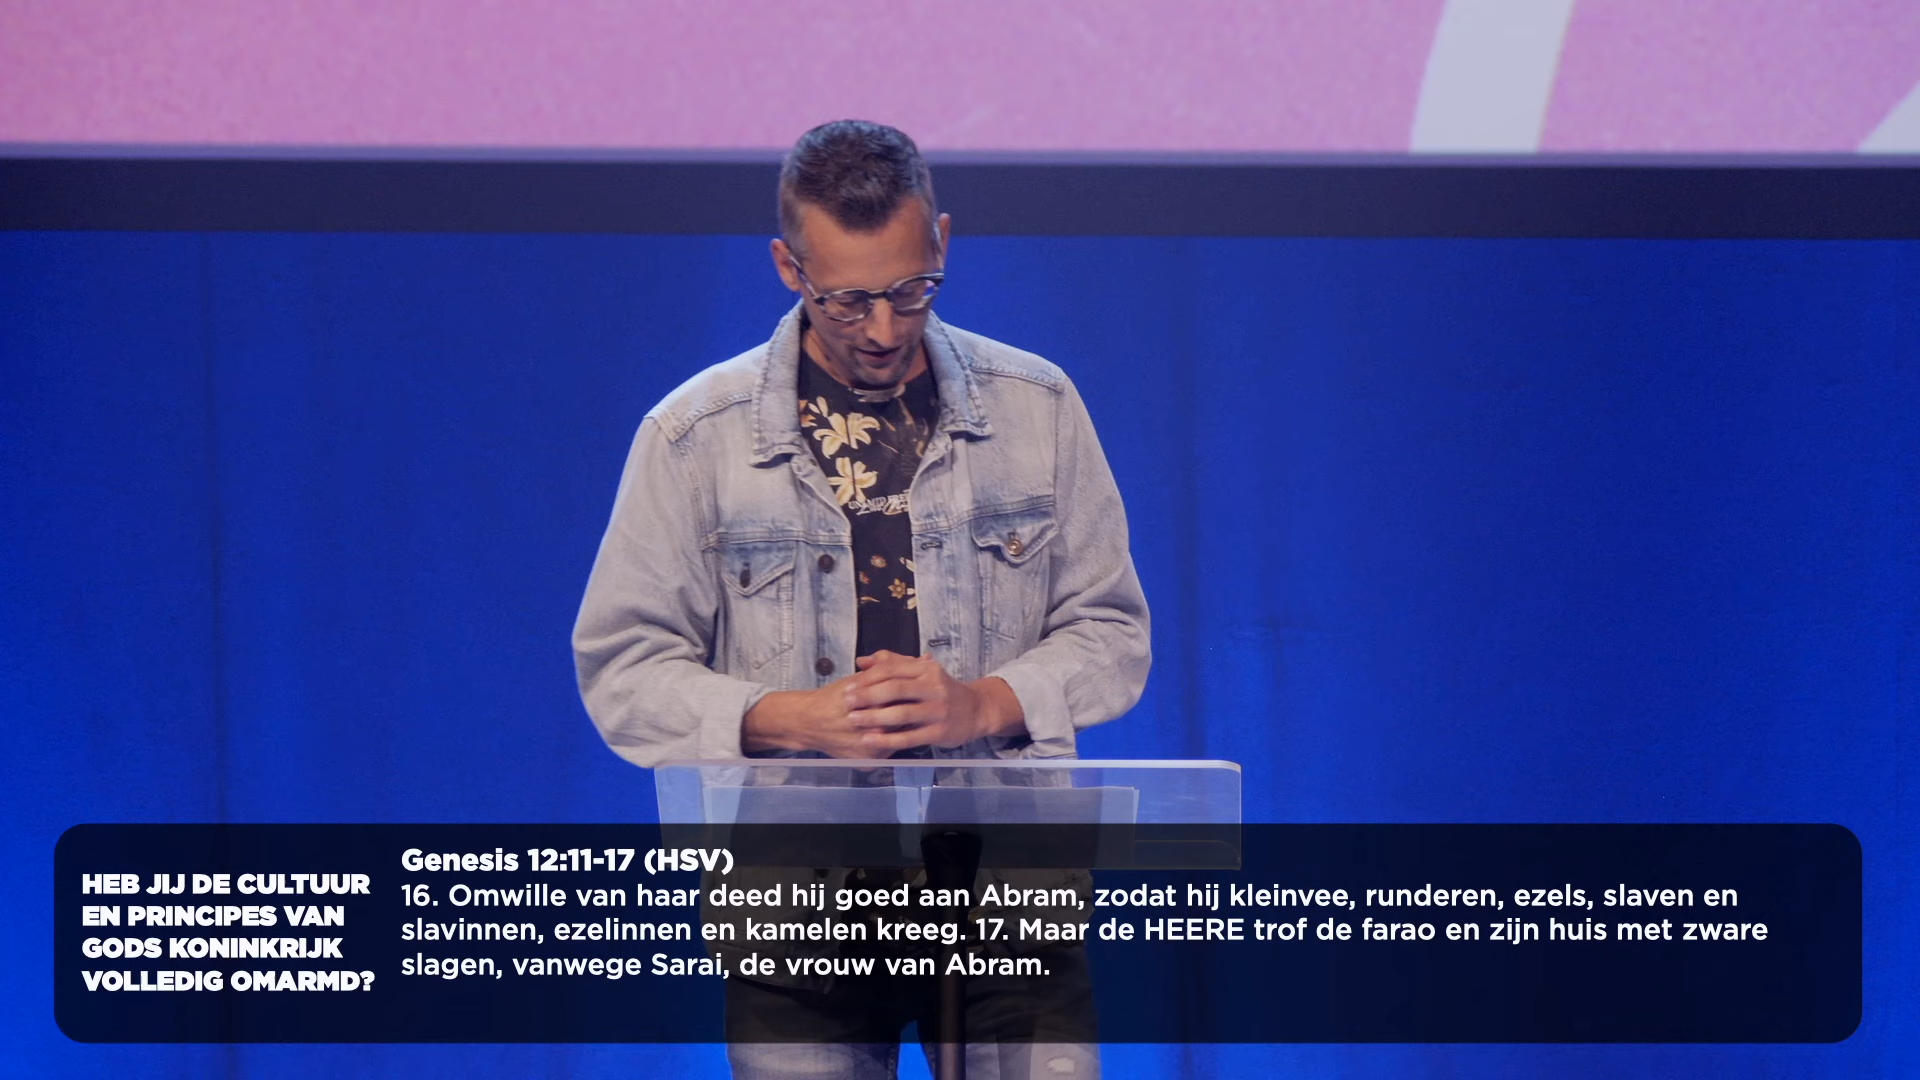 HEB JIJ DE CULTUUR
EN PRINCIPES VAN
GODS KONINKRIJK
VOLLEDIG OMARMD?
Genesis 12:11-17 (HSV)
16. Omwille van haar deed hij goed aan Abram, zodat hij kleinvee, runderen, ezels, slaven en
slavinnen, ezelinnen en kamelen kreeg. 17. Maar de HEERE trof de farao en zijn huis met zware
slagen, vanwege Sarai, de vrouw van Abram.